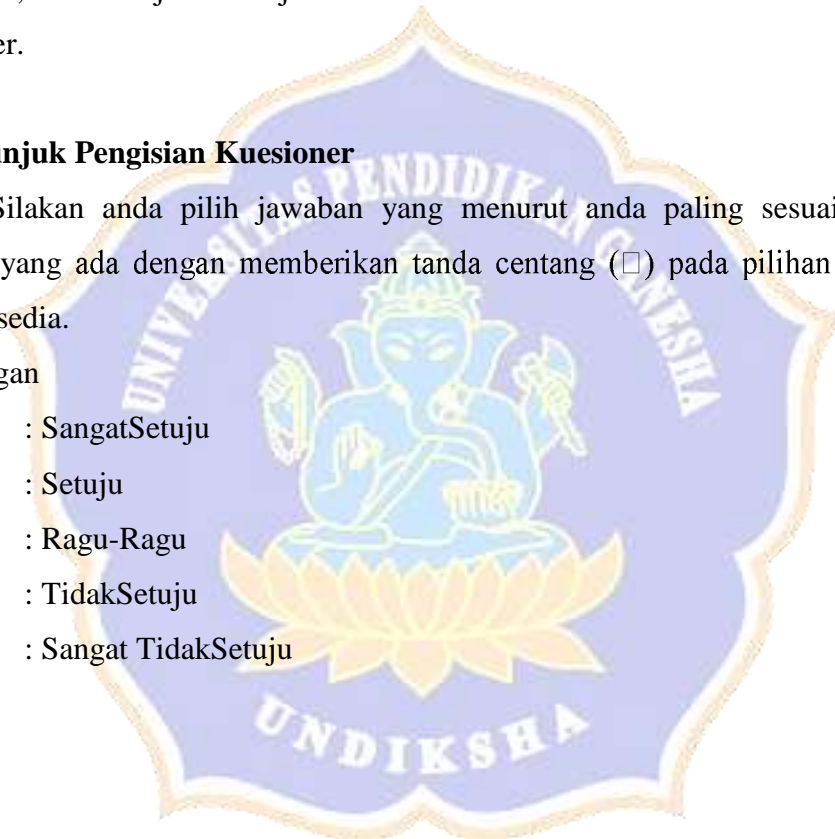 er.
unjuk Pengisian Kuesioner
Silakan anda pilih jawaban yang menurut anda paling sesuai
yang ada dengan memberikan tanda centang (□) pada pilihan
sedia.
gan
: SangatSetuju
: Setuju
: Ragu-Ragu
: TidakSetuju
: Sangat TidakSetuju
UNIVERSITAS PENDIDIKAN GANESHA
UNDIKSHA